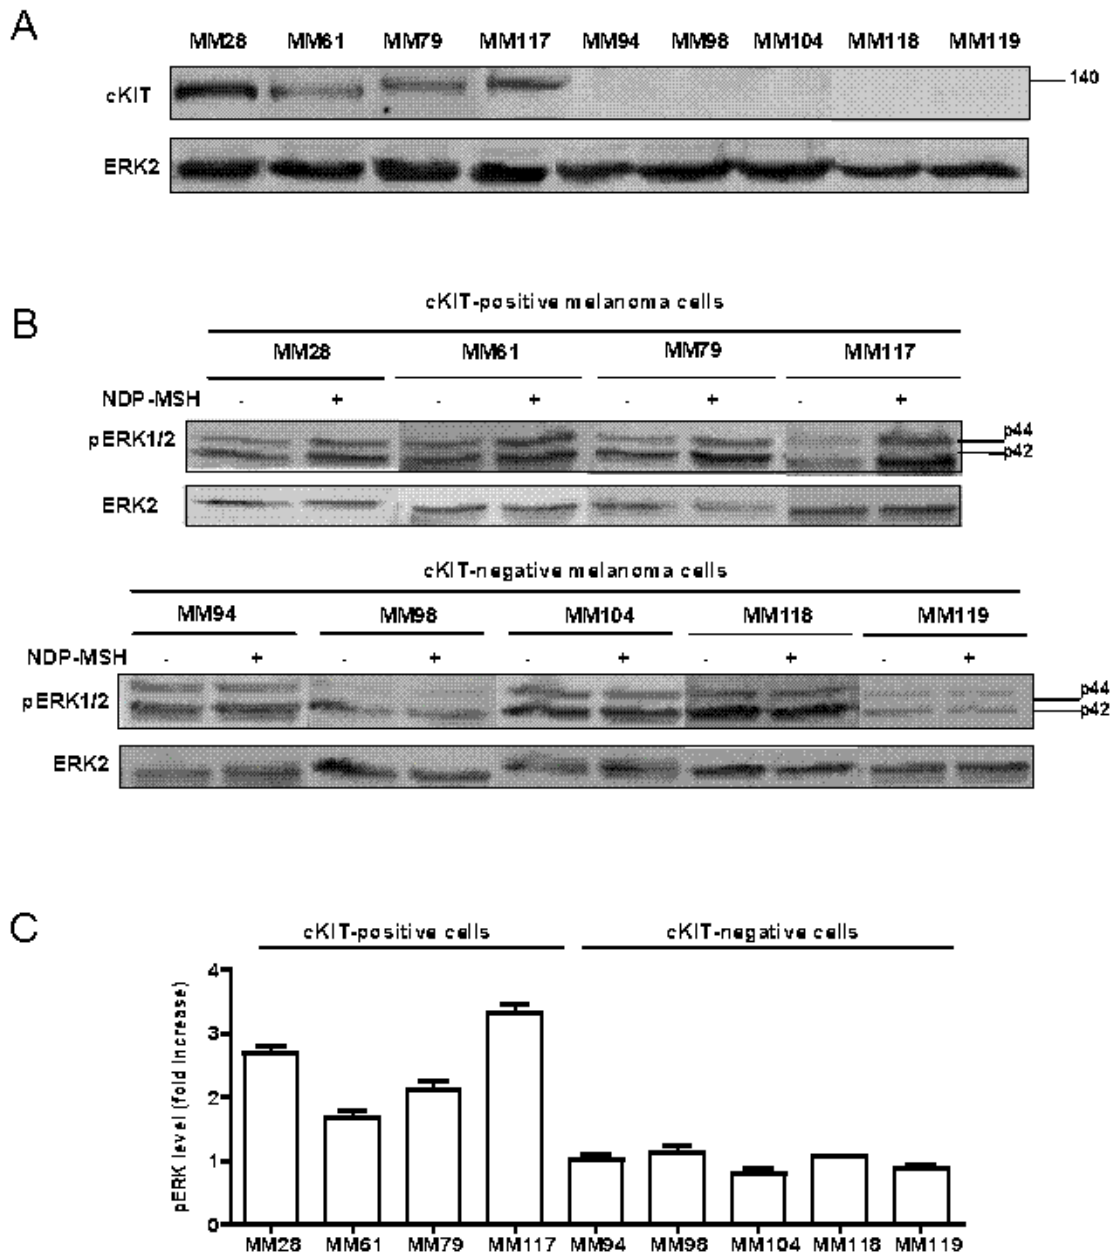 A
MM28 MM61 MM79 MM117 MM94 MM98 MM104 MM118 MM119
cKIT
140
ERK2
B
cKIT-positive melanoma cells
MM28 MM61 MM79 MM117
NDP-MSH - + - + - + - +
pERK1/2
p44
p42
ERK2
cKIT-negative melanoma cells
MM94 MM98 MM104 MM118 MM119
NDP-MSH - + - + - + - + - +
pERK1/2
p44
p42
ERK2
C
cKIT-positive cells cKIT-negative cells
pERK level (fold increase)
4
3
2
1
0
MM28 MM61 MM79 MM117 MM94 MM98 MM104 MM118 MM119